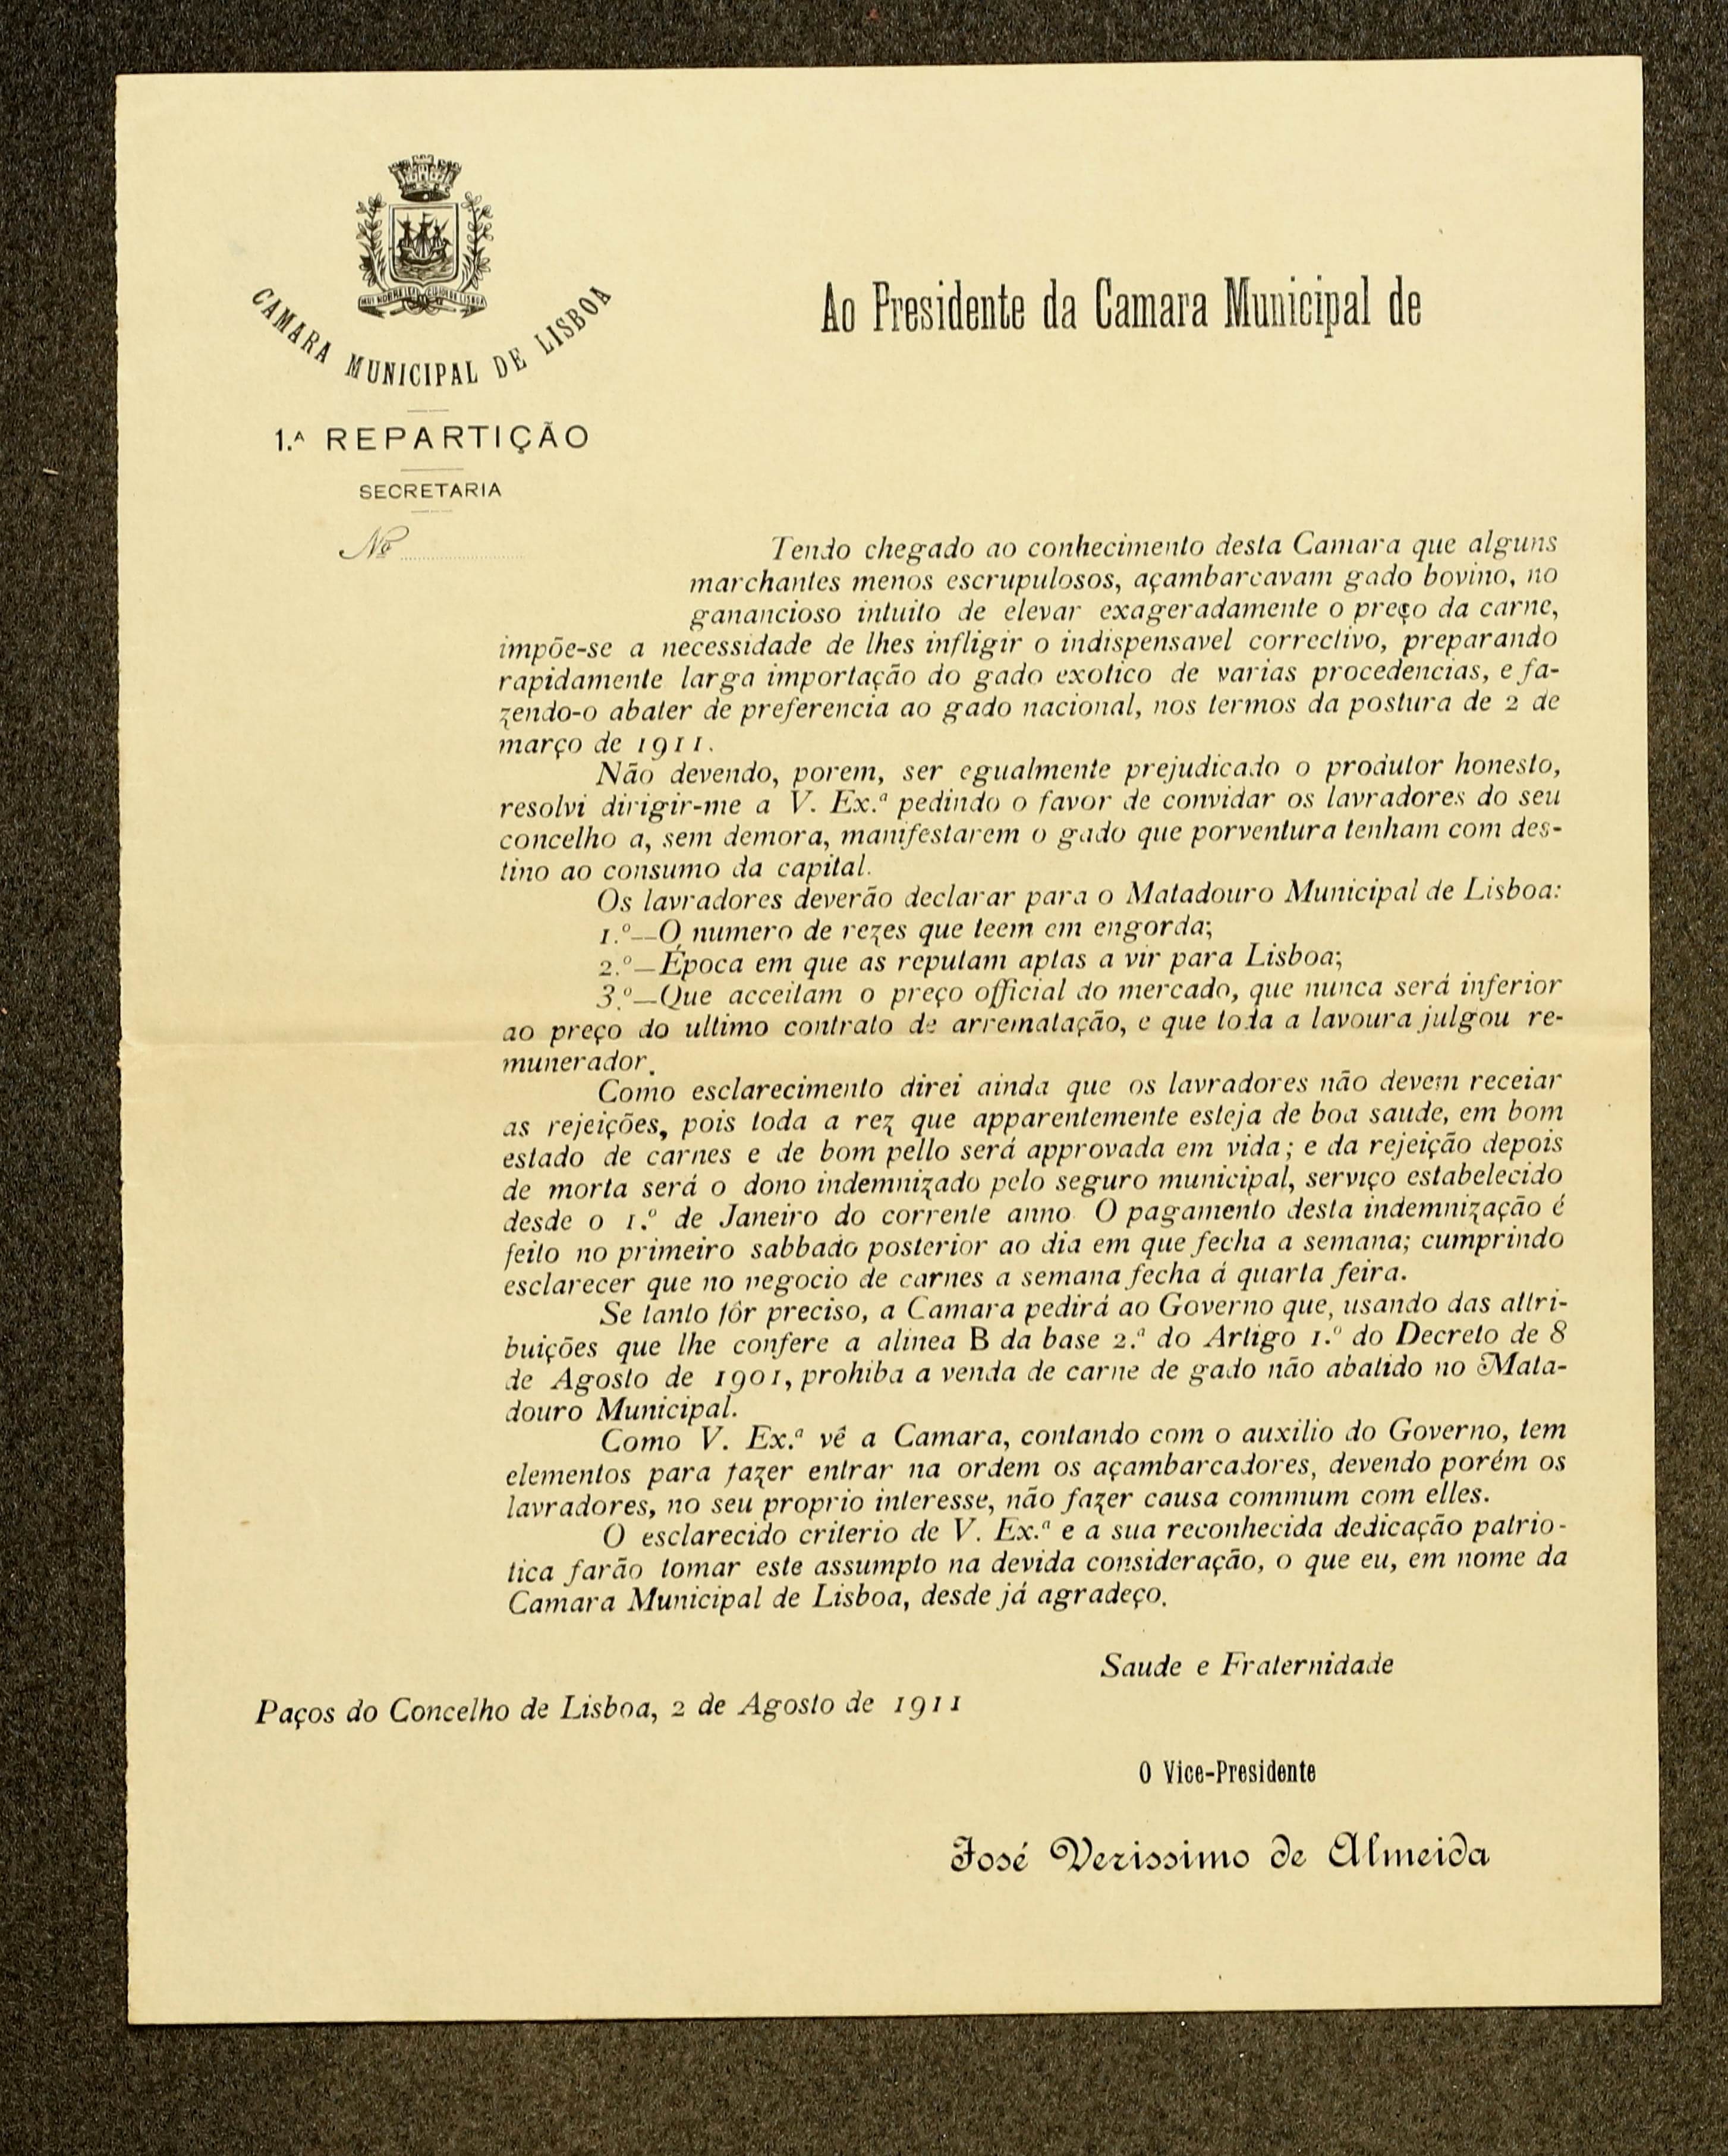 CAMARA MUNICIPAL DE LISBOA
1.ᴬ REPARTIÇÃO
SECRETARIA
Nº
Ao Presidente da Camara Municipal de
Tendo chegado ao conhecimento desta Camara que alguns
marchantes menos escrupulosos, açambarcavam gado bovino, no
ganancioso intuito de elevar exageradamente o preço da carne,
impõe-se a necessidade de lhes infligir o indispensavel correctivo, preparando
rapidamente larga importação do gado exotico de varias procedencias, e fa-
zendo-o abater de preferencia ao gado nacional, nos termos da postura de 2 de
março de 1911.
Não devendo, porem, ser egualmente prejudicado o produtor honesto,
resolvi dirigir-me a V. Ex.ª pedindo o favor de convidar os lavradores do seu
concelho a, sem demora, manifestarem o gado que porventura tenham com des-
tino ao consumo da capital.
Os lavradores deverão declarar para o Matadouro Municipal de Lisboa:
1.º—O numero de rezes que teem em engorda;
2.º—Época em que as reputam aptas a vir para Lisboa;
3.º—Que acceitam o preço official do mercado, que nunca será inferior
ao preço do ultimo contrato de arrematação, e que toda a lavoura julgou re-
munerador.
Como esclarecimento direi ainda que os lavradores não devem receiar
as rejeições, pois toda a rez que apparentemente esteja de boa saude, em bom
estado de carnes e de bom pello será approvada em vida; e da rejeição depois
de morta será o dono indemnizado pelo seguro municipal, serviço estabelecido
desde o 1.º de Janeiro do corrente anno. O pagamento desta indemnização é
feito no primeiro sabbado posterior ao dia em que fecha a semana; cumprindo
esclarecer que no negocio de carnes a semana fecha á quarta feira.
Se tanto fôr preciso, a Camara pedirá ao Governo que, usando das attri-
buições que lhe confere a alinea B da base 2.ª do Artigo 1.º do Decreto de 8
de Agosto de 1901, prohiba a venda de carne de gado não abatido no Mata-
douro Municipal.
Como V. Ex.ª vê a Camara, contando com o auxilio do Governo, tem
elementos para fazer entrar na ordem os açambarcadores, devendo porém os
lavradores, no seu proprio interesse, não fazer causa commum com elles.
O esclarecido criterio de V. Ex.ª e a sua reconhecida dedicação patrio-
tica farão tomar este assumpto na devida consideração, o que eu, em nome da
Camara Municipal de Lisboa, desde já agradeço.
Saude e Fraternidade
Paços do Concelho de Lisboa, 2 de Agosto de 1911
O Vice-Presidente
José Verissimo de Almeida